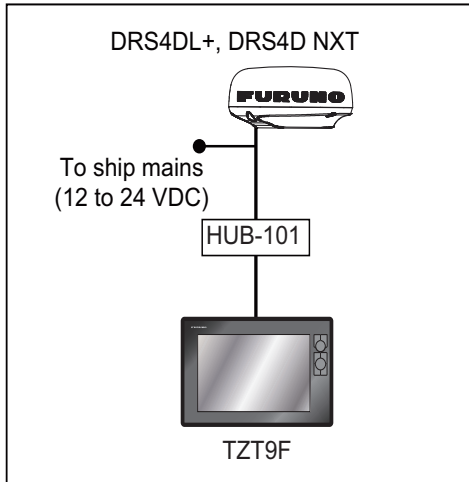 DRS4DL+, DRS4D NXT
FURUNO
To ship mains
(12 to 24 VDC)
HUB-101
TZT9F